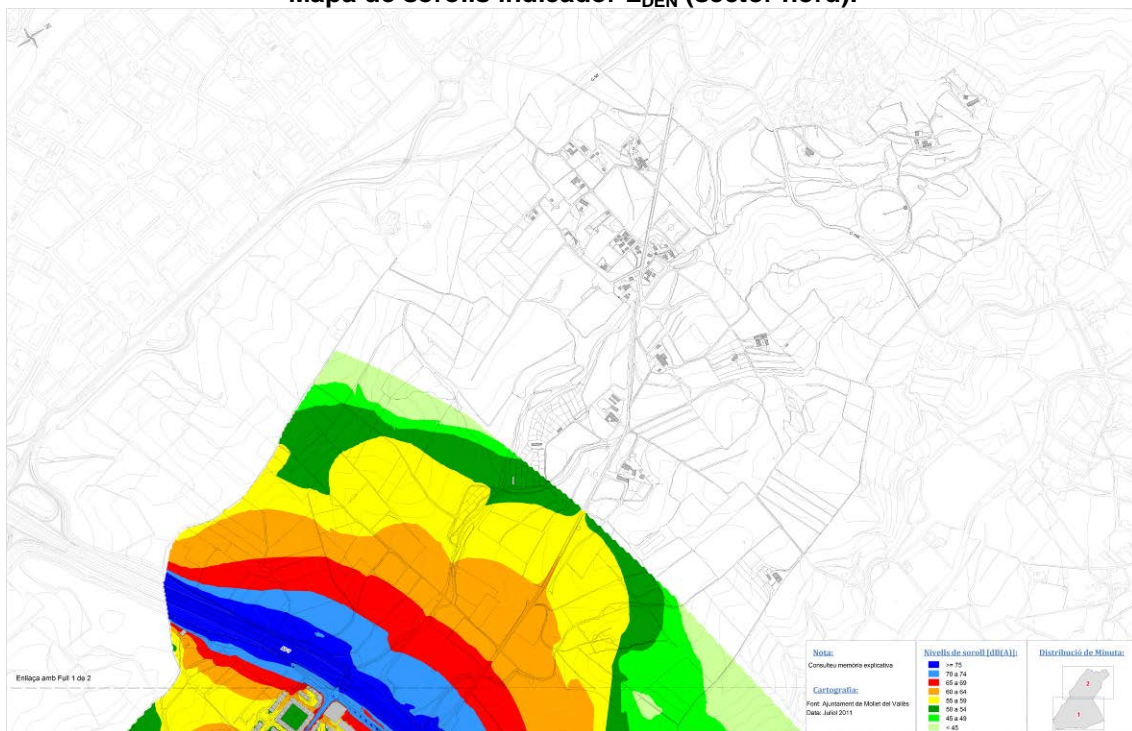 Mapa de sorolls indicador LDEN (sector nord).
Enllaça amb Full 1 de 2
Nota:
Consulteu memòria explicativa
Cartografia:
Font: Ajuntament de Mollet del Vallès
Data: Juliol 2011
Nivells de soroll [dB(A)]:
>= 75
70 a 74
65 a 69
60 a 64
55 a 59
50 a 54
45 a 49
< 45
Distribució de Minuta:
2
1